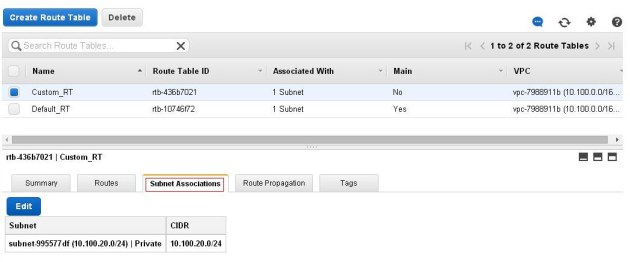 Create Route Table Delete
Search Route Tables... X
1 to 2 of 2 Route Tables
Name Route Table ID Associated With Main VPC
Custom_RT rtb-436b7021 1 Subnet No vpc-7988911b (10.100.0.0/16...
Default_RT rtb-10746f72 1 Subnet Yes vpc-7988911b (10.100.0.0/16...
rtb-436b7021 | Custom_RT
Summary Routes Subnet Associations Route Propagation Tags
Edit
Subnet CIDR
subnet-995577df (10.100.20.0/24) | Private 10.100.20.0/24